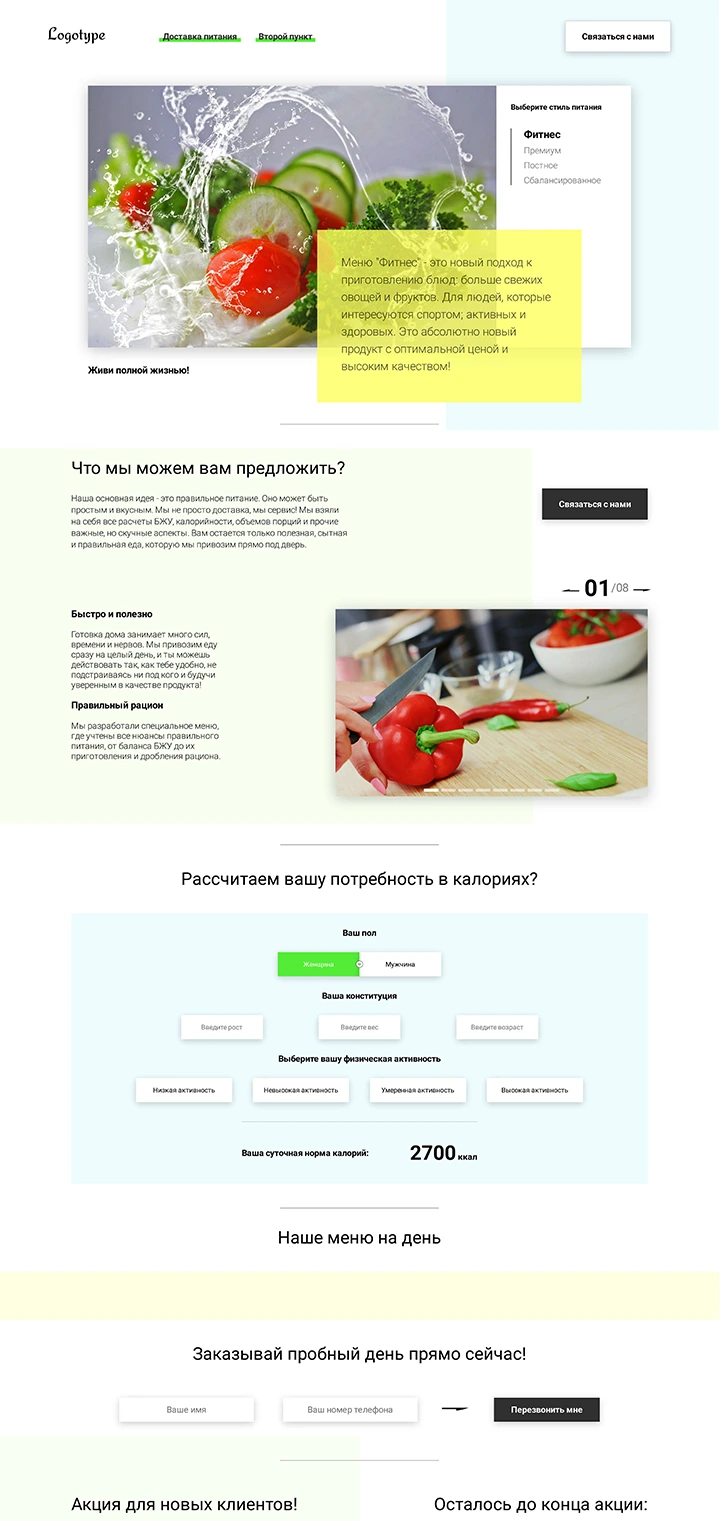 Logotype
Доставка питания
Второй пункт
Связаться с нами
Выберите стиль питания
Фитнес
Премиум
Постное
Сбалансированное
Меню "Фитнес" - это новый подход к
приготовлению блюд: больше свежих
овощей и фруктов. Для людей, которые
интересуются спортом; активных и
здоровых. Это абсолютно новый
продукт с оптимальной ценой и
высоким качеством!
Живи полной жизнью!
Что мы можем вам предложить?
Наша основная идея - это правильное питание. Оно может быть
простым и вкусным. Мы не просто доставка, мы сервис! Мы взяли
на себя все расчеты БЖУ, калорийности, объемов порций и прочие
важные, но скучные аспекты. Вам остается только полезная, сытная
и правильная еда, которую мы привозим прямо под дверь.
Связаться с нами
01/08
Быстро и полезно
Готовка дома занимает много сил,
времени и нервов. Мы привозим еду
сразу на целый день, и ты можешь
действовать так, как тебе удобно, не
подстраиваясь ни под кого и будучи
уверенным в качестве продукта!
Правильный рацион
Мы разработали специальное меню,
где учтены все нюансы правильного
питания, от баланса БЖУ до их
приготовления и дробления рациона.
Рассчитаем вашу потребность в калориях?
Ваш пол
Женщина
Мужчина
Ваша конституция
Введите рост
Введите вес
Введите возраст
Выберите вашу физическая активность
Низкая активность
Невысокая активность
Умеренная активность
Высокая активность
Ваша суточная норма калорий:
2700 ккал
Наше меню на день
Заказывай пробный день прямо сейчас!
Ваше имя
Ваш номер телефона
Перезвонить мне
Акция для новых клиентов!
Осталось до конца акции: